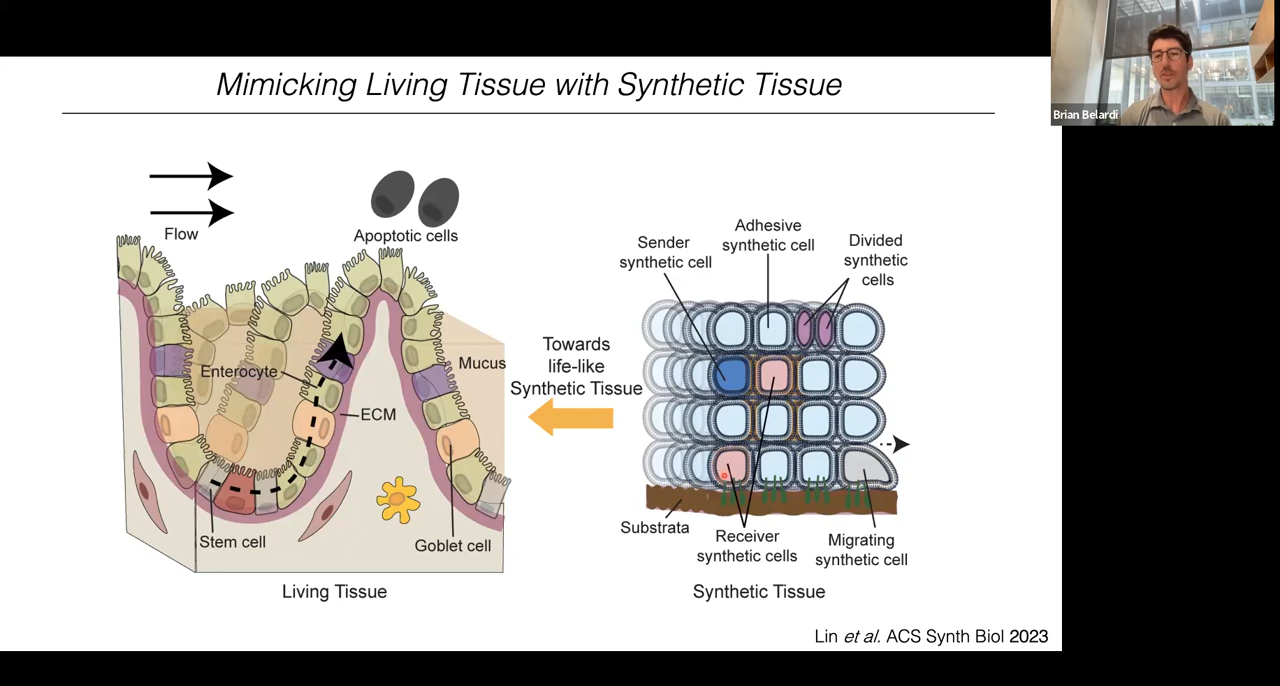 Mimicking Living Tissue with Synthetic Tissue
Brian Belardi
Flow
Apoptotic cells
Enterocyte
ECM
Mucus
Stem cell
Goblet cell
Living Tissue
Towards
life-like
Synthetic Tissue
Sender
synthetic cell
Adhesive
synthetic cell
Divided
synthetic
cells
Substrata
Receiver
synthetic cells
Migrating
synthetic cell
Synthetic Tissue
Lin et al. ACS Synth Biol 2023